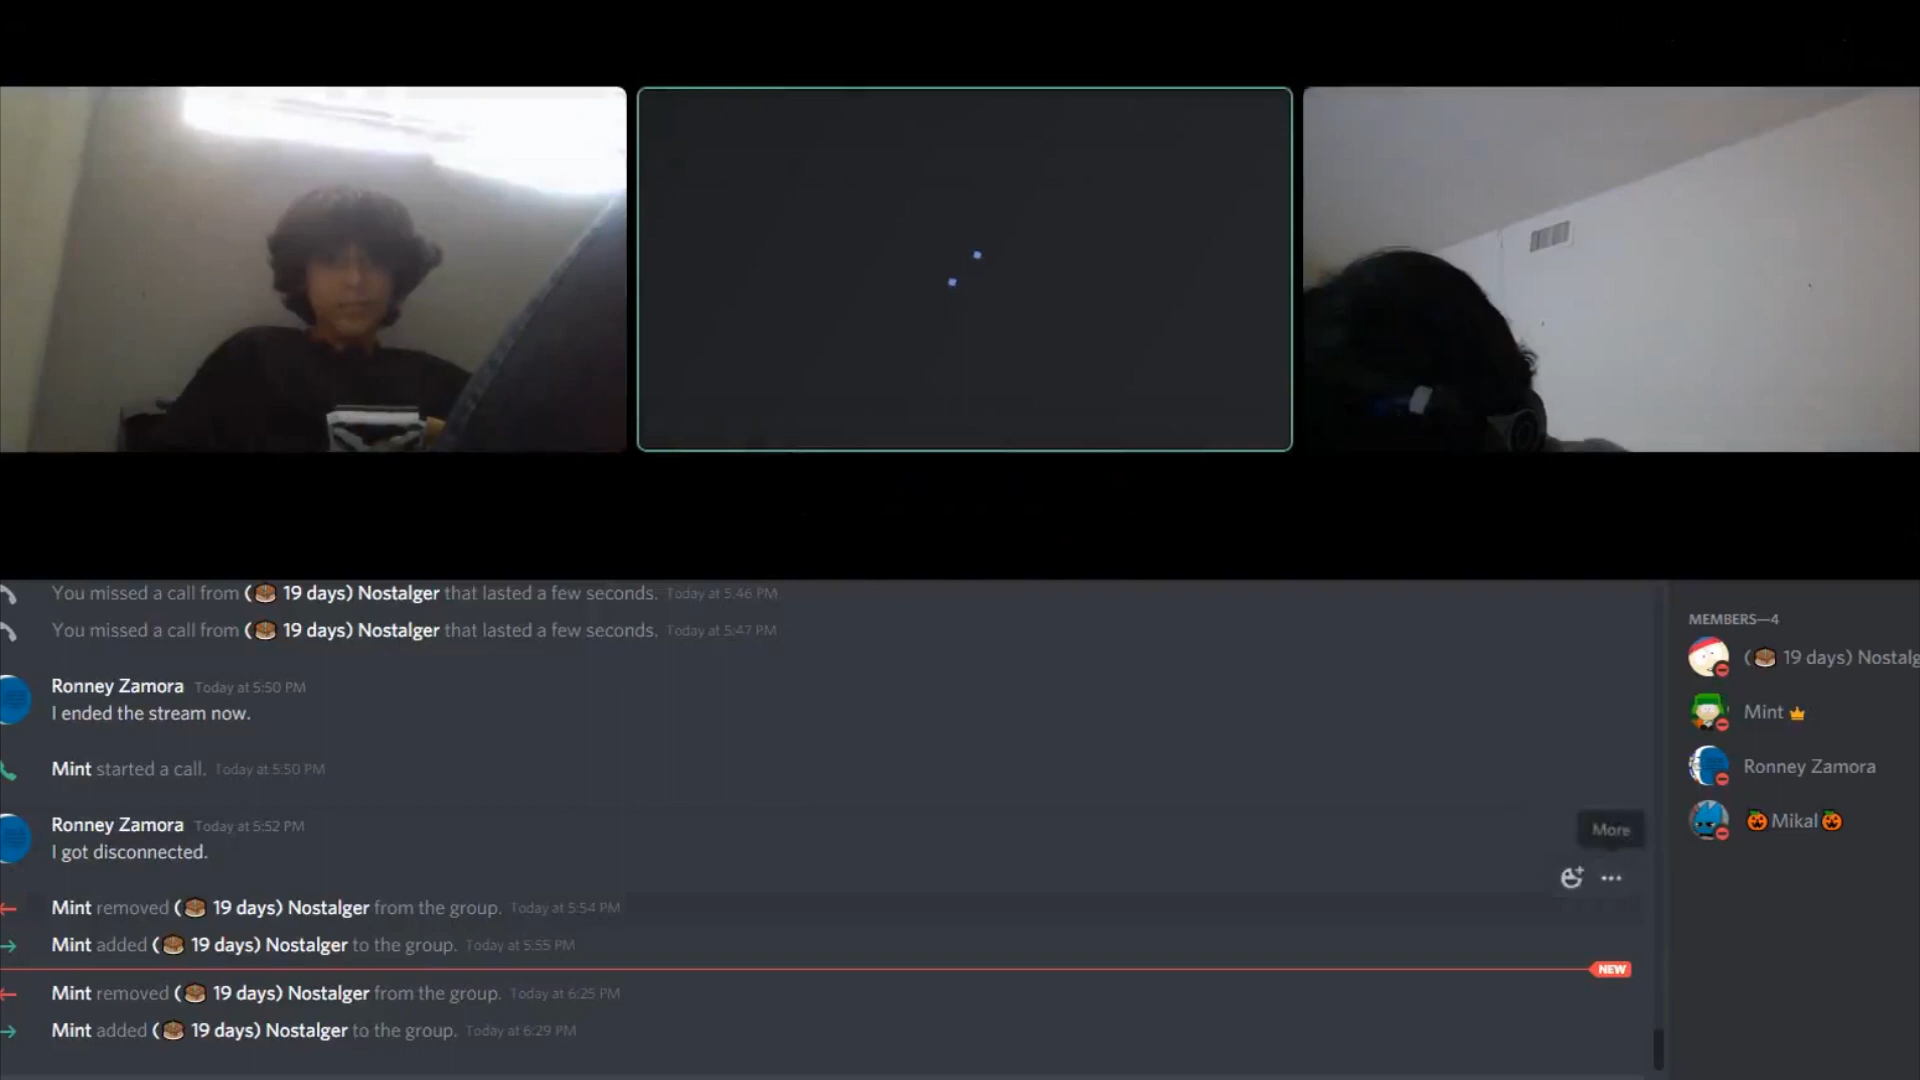 You missed a call from (🎂 19 days) Nostalger that lasted a few seconds. Today at 5:46 PM
You missed a call from (🎂 19 days) Nostalger that lasted a few seconds. Today at 5:47 PM
MEMBERS—4
(🎂 19 days) Nostalg
Ronney Zamora Today at 5:50 PM
I ended the stream now.
Mint
Mint started a call. Today at 5:50 PM
Ronney Zamora
Ronney Zamora Today at 5:52 PM
I got disconnected.
🎃Mikal🎃
More
Mint removed (🎂 19 days) Nostalger from the group. Today at 5:54 PM
Mint added (🎂 19 days) Nostalger to the group. Today at 5:55 PM
NEW
Mint removed (🎂 19 days) Nostalger from the group. Today at 6:25 PM
Mint added (🎂 19 days) Nostalger to the group. Today at 6:29 PM